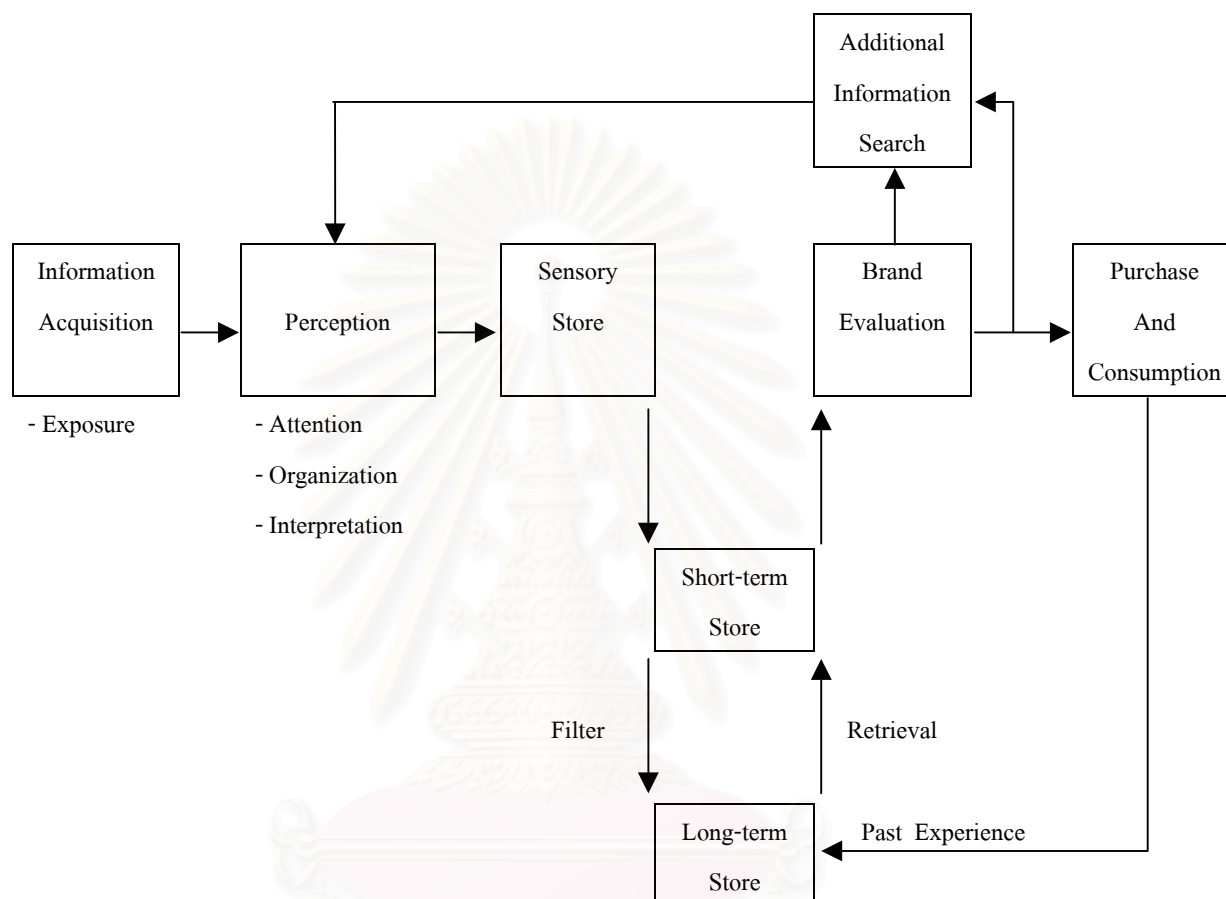 Additional
Information
Search
Information
Acquisition
- Exposure
Perception
- Attention
- Organization
- Interpretation
Sensory
Store
Brand
Evaluation
Purchase
And
Consumption
Short-term
Store
Filter
Retrieval
Long-term
Store
Past Experience